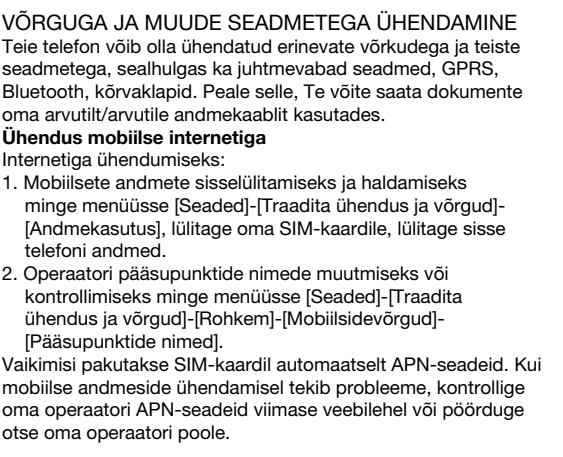 VÕRGUGA JA MUUDE SEADMETEGA ÜHENDAMINE
Teie telefon võib olla ühendatud erinevate võrkudega ja teiste
seadmetega, sealhulgas ka juhtmevabad seadmed, GPRS,
Bluetooth, kõrvaklapid. Peale selle, Te võite saata dokumente
oma arvutilt/arvutile andmekaablit kasutades.
Ühendus mobiilse internetiga
Internetiga ühendumiseks:
1. Mobiilsete andmete sisselülitamiseks ja haldamiseks
minge menüüsse [Seaded]-[Traadita ühendus ja võrgud]-
[Andmekasutus], lülitage oma SIM-kaardile, lülitage sisse
telefoni andmed.
2. Operaatori pääsupunktide nimede muutmiseks või
kontrollimiseks minge menüüsse [Seaded]-[Traadita
ühendus ja võrgud]-[Rohkem]-[Mobiilsidevõrgud]-
[Pääsupunktide nimed].
Vaikimisi pakutakse SIM-kaardil automaatselt APN-seadeid. Kui
mobiilse andmeside ühendamisel tekib probleeme, kontrollige
oma operaatori APN-seadeid viimase veebilehel või pöörduge
otse oma operaatori poole.